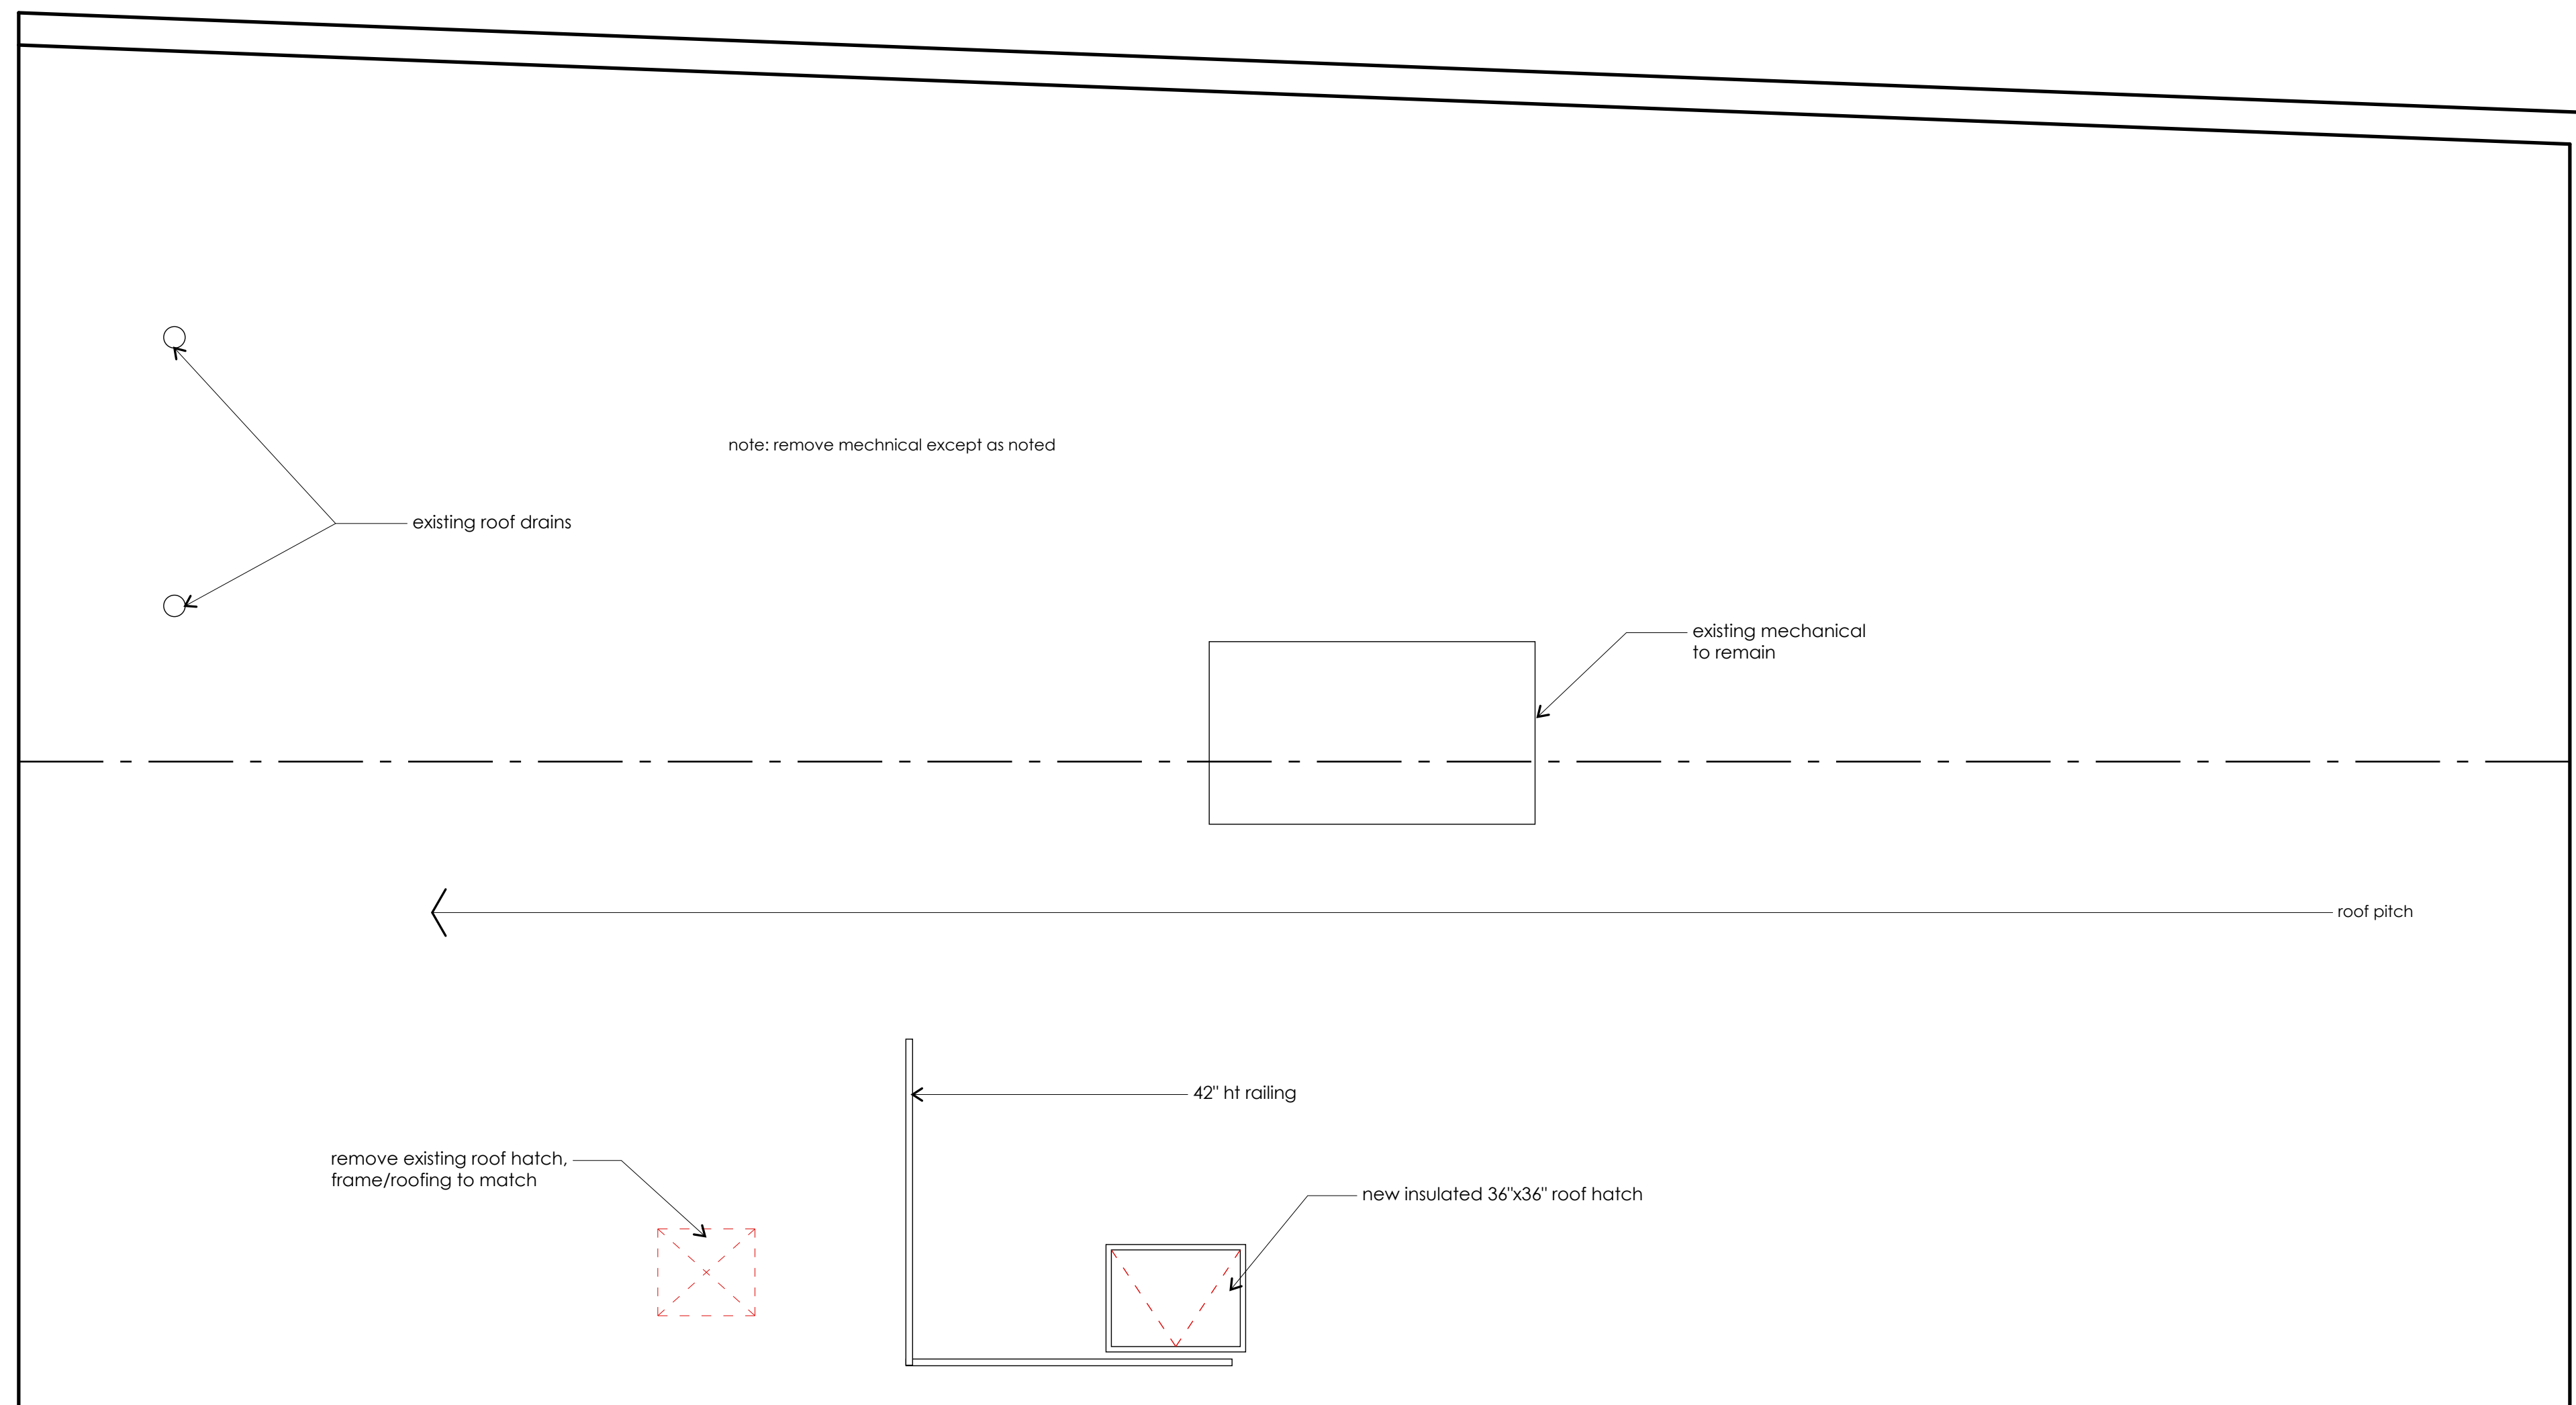 note: remove mechnical except as noted
existing roof drains
existing mechanical
to remain
roof pitch
42" ht railing
remove existing roof hatch,
frame/roofing to match
new insulated 36"x36" roof hatch